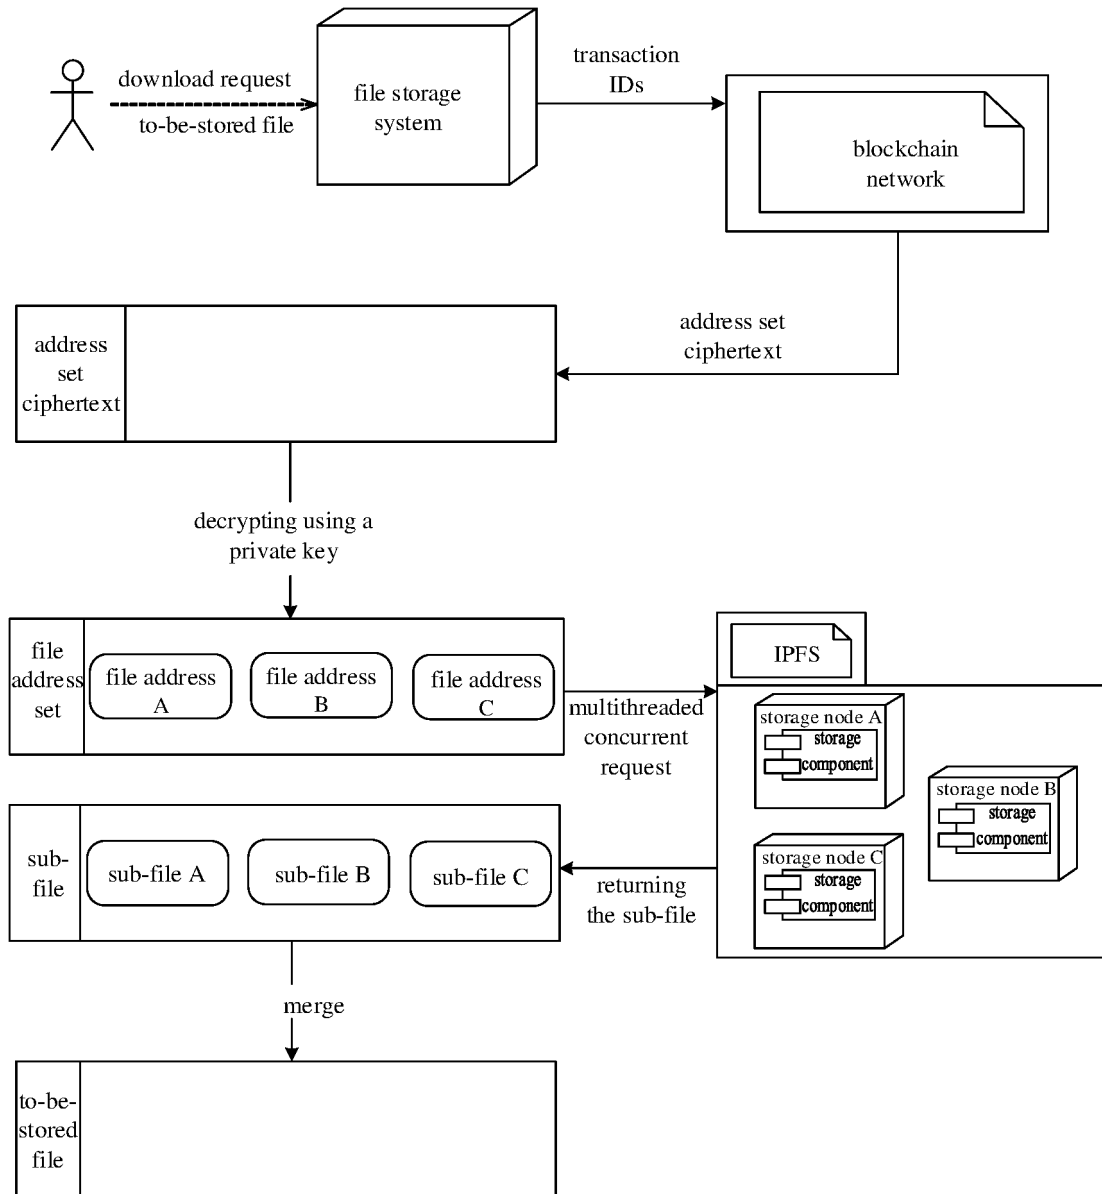 download request
to-be-stored file
file storage
system
transaction
IDs
blockchain
network
address set
ciphertext
address
set
ciphertext
decrypting using a
private key
file
address
set
file address
A
file address
B
file address
C
multithreaded
concurrent
request
IPFS
storage node A
storage
component
storage node B
storage
component
storage node C
storage
component
sub-
file
sub-file A
sub-file B
sub-file C
returning
the sub-file
merge
to-be-
stored
file